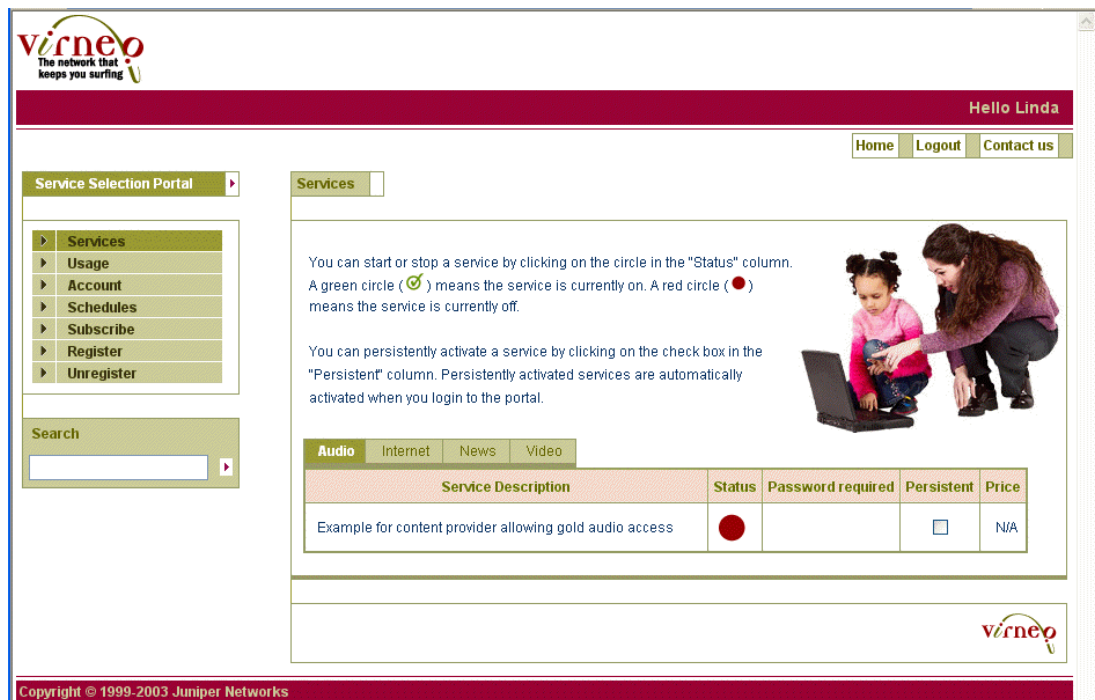 virneo
The network that
keeps you surfing
Hello Linda
Home Logout Contact us
Service Selection Portal
Services
Usage
Account
Schedules
Subscribe
Register
Unregister
Search
Services
You can start or stop a service by clicking on the circle in the "Status" column.
A green circle ( ) means the service is currently on. A red circle ( )
means the service is currently off.
You can persistently activate a service by clicking on the check box in the
"Persistent" column. Persistently activated services are automatically
activated when you login to the portal.
Audio Internet News Video
Service Description Status Password required Persistent Price
Example for content provider allowing gold audio access N/A
virneo
Copyright © 1999-2003 Juniper Networks